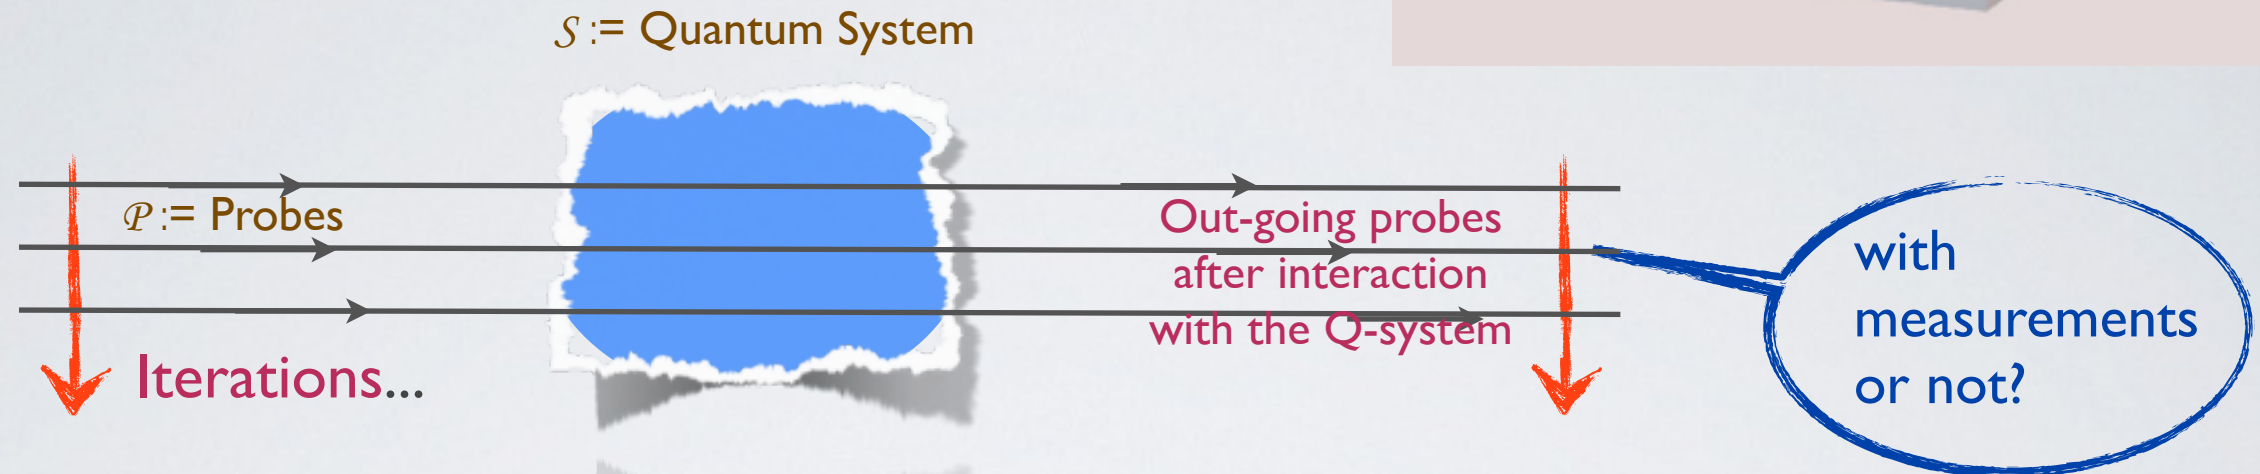 𝒮 := Quantum System
𝒫 := Probes
Iterations...
Out-going probes
after interaction
with the Q-system
with
measurements
or not?